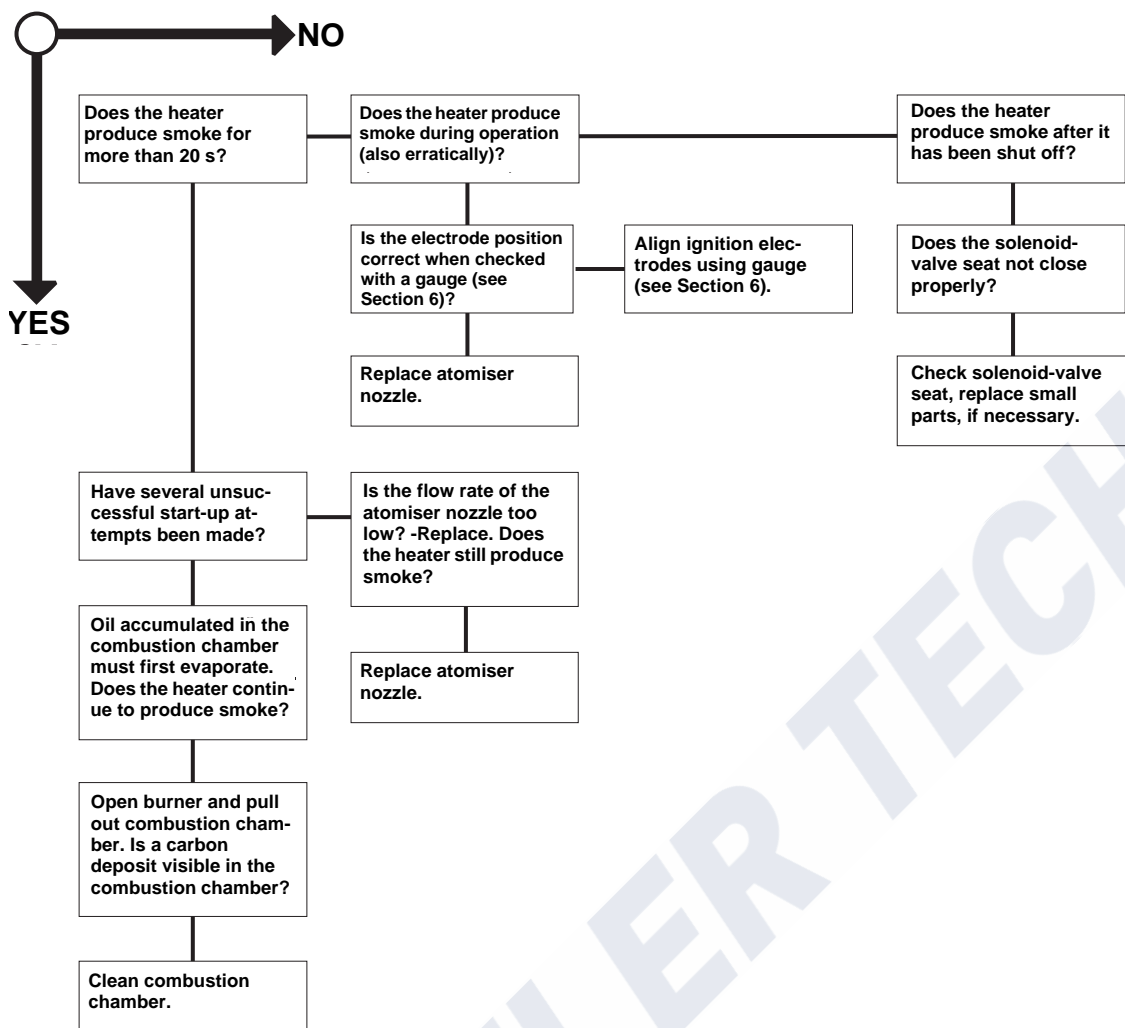 NO
YES
Does the heater
produce smoke for
more than 20 s?
Does the heater produce
smoke during operation
(also erratically)?
Does the heater
produce smoke after it
has been shut off?
Is the electrode position
correct when checked
with a gauge (see
Section 6)?
Align ignition elec-
trodes using gauge
(see Section 6).
Does the solenoid-
valve seat not close
properly?
Replace atomiser
nozzle.
Check solenoid-valve
seat, replace small
parts, if necessary.
Have several unsuc-
cessful start-up at-
tempts been made?
Is the flow rate of the
atomiser nozzle too
low? -Replace. Does
the heater still produce
smoke?
Oil accumulated in the
combustion chamber
must first evaporate.
Does the heater contin-
ue to produce smoke?
Replace atomiser
nozzle.
Open burner and pull
out combustion cham-
ber. Is a carbon
deposit visible in the
combustion chamber?
Clean combustion
chamber.